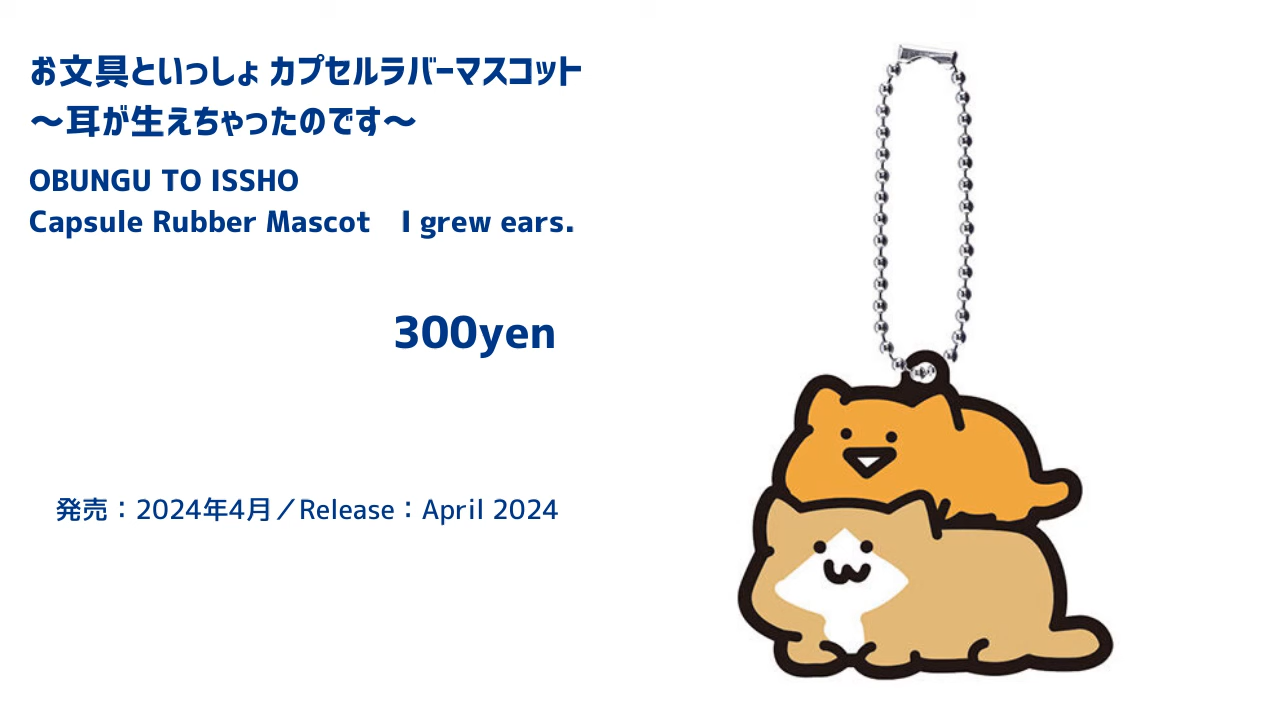 お文具といっしょ カプセルラバーマスコット
～耳が生えちゃったのです～
OBUNGU TO ISSHO
Capsule Rubber Mascot　I grew ears.
300yen
発売：2024年4月／Release：April 2024